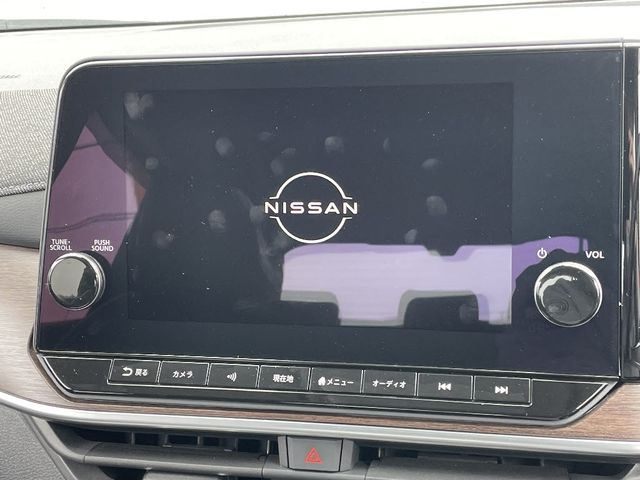 NISSAN
TUNE·
SCROLL
PUSH
SOUND
VOL
戻る
カメラ
現在地
メニュー
オーディオ